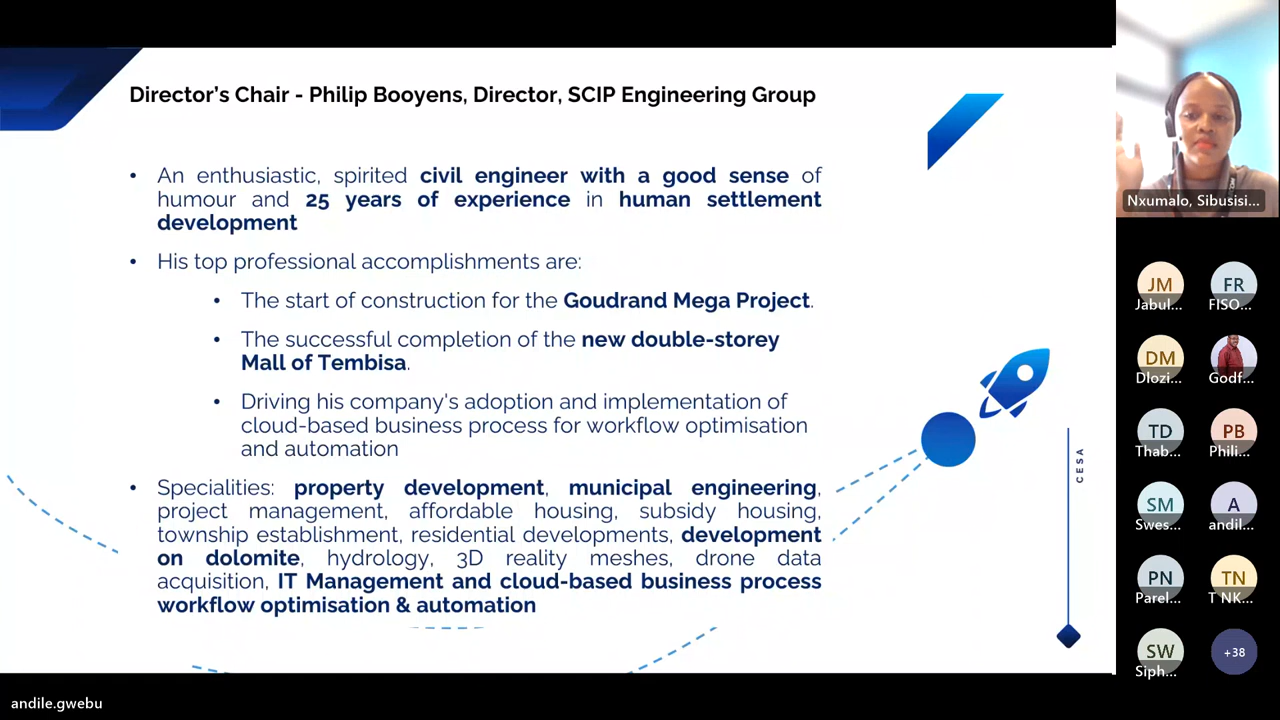 Director's Chair - Philip Booyens, Director, SCIP Engineering Group
• An enthusiastic, spirited civil engineer with a good sense of
humour and 25 years of experience in human settlement
development
• His top professional accomplishments are:
• The start of construction for the Goudrand Mega Project.
• The successful completion of the new double-storey
Mall of Tembisa.
• Driving his company's adoption and implementation of
cloud-based business process for workflow optimisation
and automation
• Specialities: property development, municipal engineering,
project management, affordable housing, subsidy housing,
township establishment, residential developments, development
on dolomite, hydrology, 3D reality meshes, drone data
acquisition, IT Management and cloud-based business process
workflow optimisation & automation
CESA
Nxumalo, Sibusisi...
JM
Jabul...
FR
FISO...
DM
Dlozi...
Godf...
TD
Thab...
PB
Phili...
SM
Swes...
A
andil...
PN
Parel...
TN
T NK...
SW
Siph...
+38
andile.gwebu